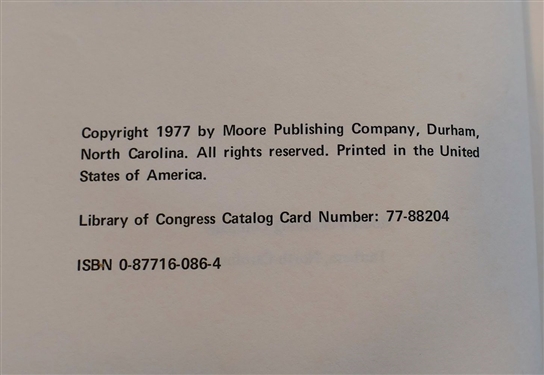 Copyright 1977 by Moore Publishing Company, Durham,
North Carolina. All rights reserved. Printed in the United
States of America.
Library of Congress Catalog Card Number: 77-88204
ISBN 0-87716-086-4